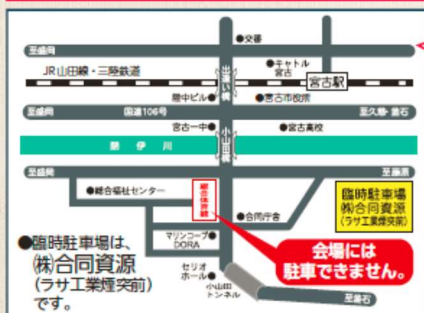 至盛岡
●交番
JR山田線・三陸鉄道
出逢い橋
●キャトル
宮古
宮古駅
陸中ビル●
●宮古市役所
至盛岡
国道106号
至久慈・釜石
宮古一中●
小山田橋
●宮古高校
閉伊川
至盛岡
至藤原
●総合福祉センター
総合体育館
●合同庁舎
臨時駐車場
㈱合同資源
(ラサ工業煙突前)
マリンコープ●
DORA
●臨時駐車場は、
㈱合同資源
(ラサ工業煙突前)
です。
会場には
駐車できません。
セリオ
ホール●
小山田
トンネル
至釜石